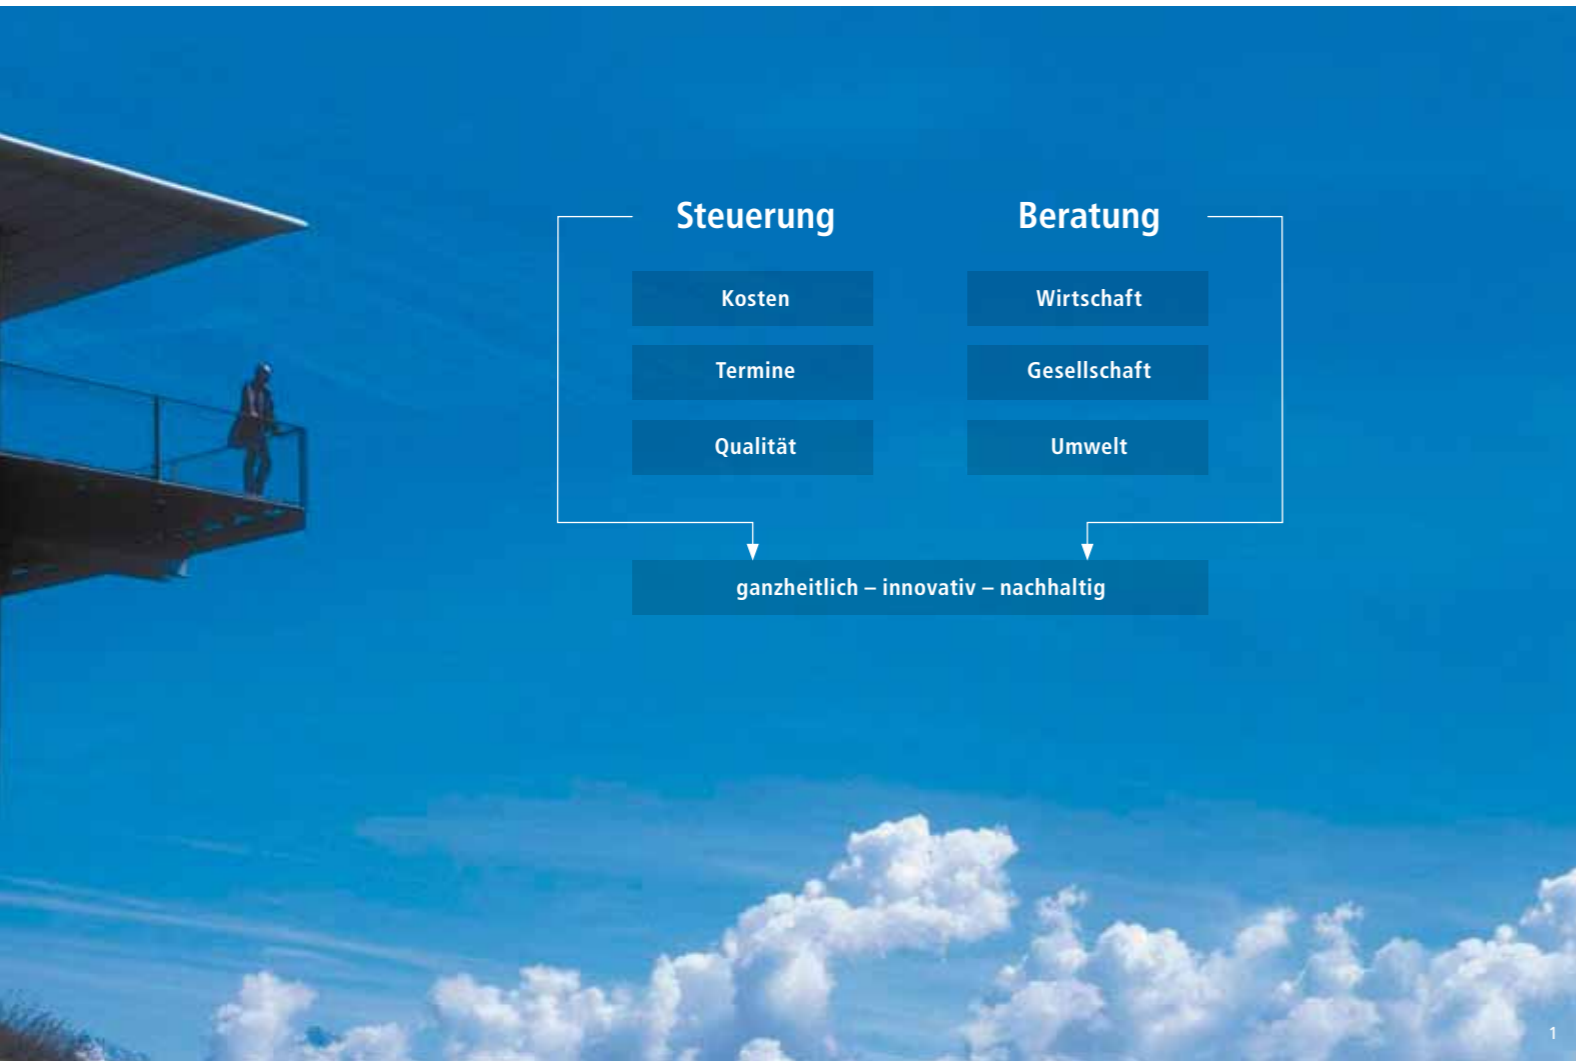 Steuerung
Beratung
Kosten
Wirtschaft
Termine
Gesellschaft
Qualität
Umwelt
ganzheitlich – innovativ – nachhaltig
1